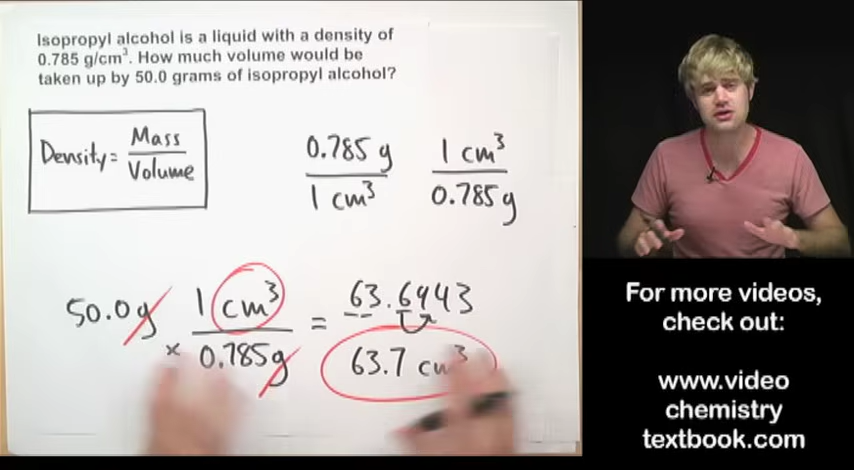 Isopropyl alcohol is a liquid with a density of
0.785 g/cm³. How much volume would be
taken up by 50.0 grams of isopropyl alcohol?
Density = Mass / Volume
0.785 g / 1 cm³
1 cm³ / 0.785 g
50.0 g × 1 cm³ / 0.785 g = 63.6943
63.7 cm³
For more videos,
check out:
www.video
chemistry
textbook.com